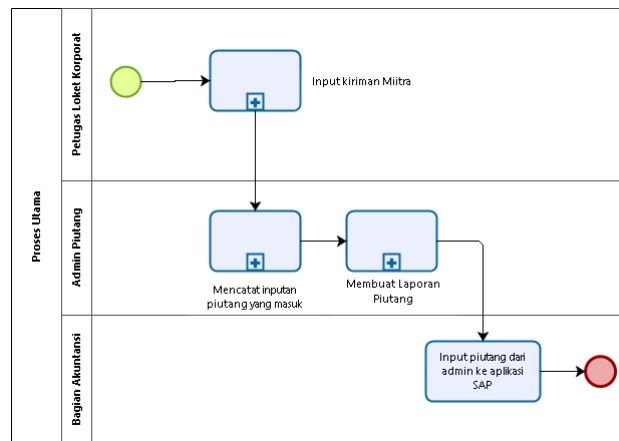 Proses Utama
Petugas Loket Korporat
Input kiriman Miitra
Admin Piutang
Mencatat inputan
piutang yang masuk
Membuat Laporan
Piutang
Bagian Akuntansi
Input piutang dari
admin ke aplikasi
SAP